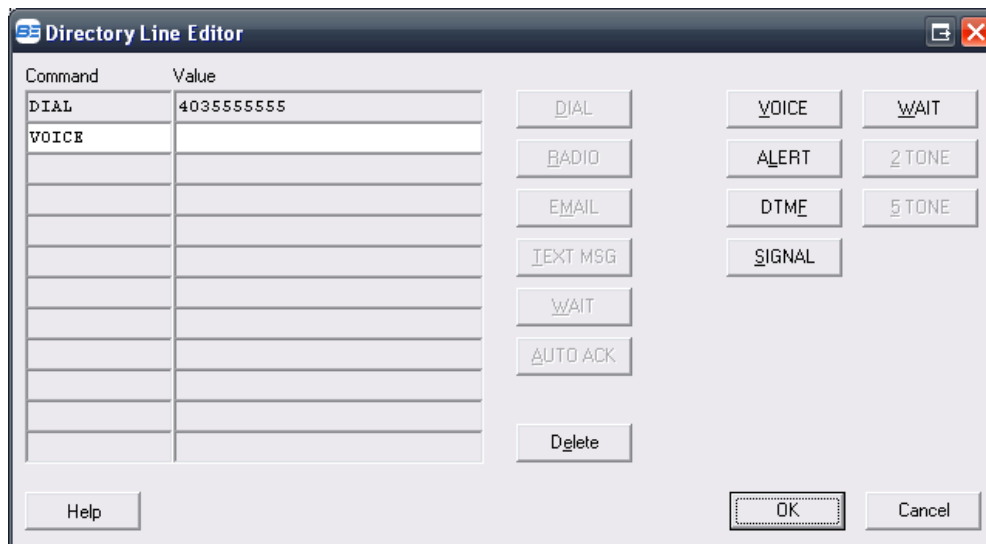 BE Directory Line Editor
Command Value
DIAL 4035555555
VOICE
DIAL
RADIO
EMAIL
TEXT MSG
WAIT
AUTO ACK
Delete
VOICE WAIT
ALERT 2 TONE
DTMF 5 TONE
SIGNAL
Help OK Cancel